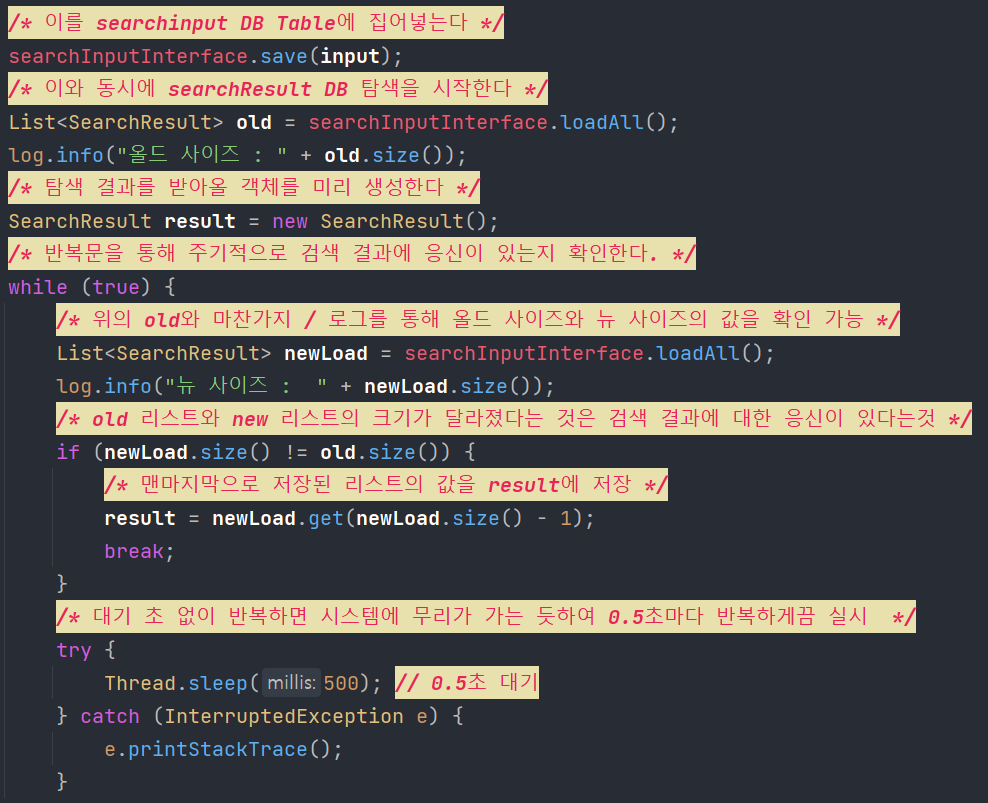 /* 이를 searchinput DB Table에 집어넣는다 */
searchInputInterface.save(input);
/* 이와 동시에 searchResult DB 탐색을 시작한다 */
List<SearchResult> old = searchInputInterface.loadAll();
log.info("올드 사이즈 : " + old.size());
/* 탐색 결과를 받아올 객체를 미리 생성한다 */
SearchResult result = new SearchResult();
/* 반복문을 통해 주기적으로 검색 결과에 응신이 있는지 확인한다. */
while (true) {
/* 위의 old와 마찬가지 / 로그를 통해 올드 사이즈와 뉴 사이즈의 값을 확인 가능 */
List<SearchResult> newLoad = searchInputInterface.loadAll();
log.info("뉴 사이즈 :  " + newLoad.size());
/* old 리스트와 new 리스트의 크기가 달라졌다는 것은 검색 결과에 대한 응신이 있다는것 */
if (newLoad.size() != old.size()) {
/* 맨마지막으로 저장된 리스트의 값을 result에 저장 */
result = newLoad.get(newLoad.size() - 1);
break;
}
/* 대기 초 없이 반복하면 시스템에 무리가 가는 듯하여 0.5초마다 반복하게끔 실시  */
try {
Thread.sleep( millis: 500); // 0.5초 대기
} catch (InterruptedException e) {
e.printStackTrace();
}